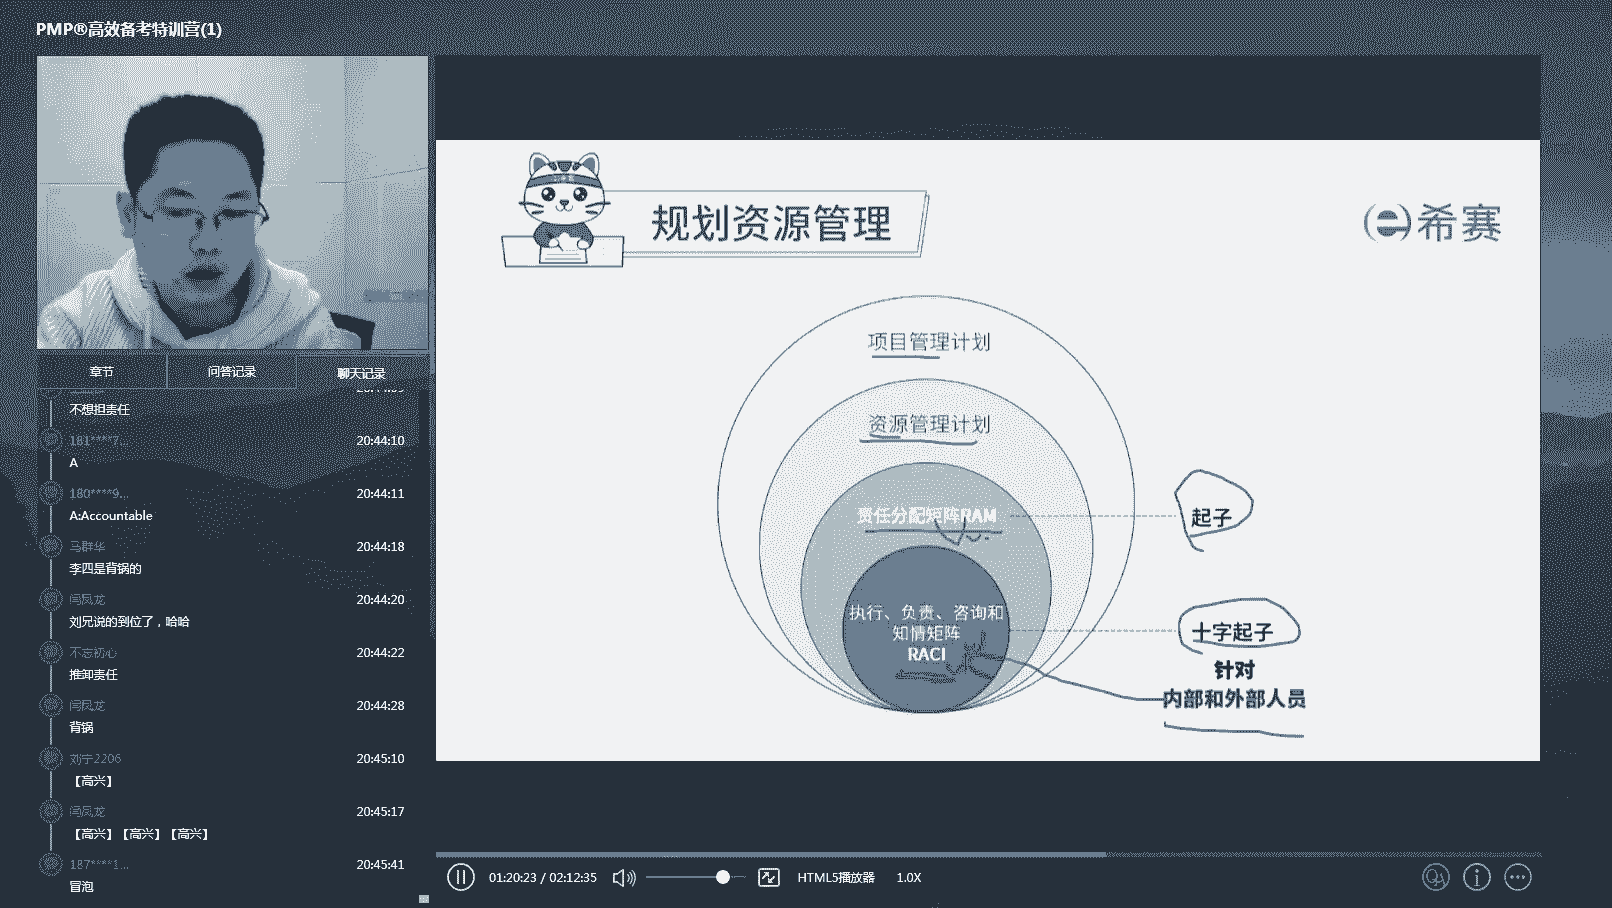 PMP®高效备考特训营(1)
章节
问答记录
聊天记录
不想担责任
181****7...
20:44:10
A
180****9...
20:44:11
A:Accountable
马群华
20:44:18
李四是背锅的
闫凤龙
20:44:20
刘兄说的到位了，哈哈
不忘初心
20:44:22
推卸责任
闫凤龙
20:44:28
背锅
刘宁2206
20:45:10
【高兴】
闫凤龙
20:45:17
【高兴】【高兴】【高兴】
187****1...
20:45:41
冒泡
规划资源管理
希赛
项目管理计划
资源管理计划
责任分配矩阵RAM
起子
执行、负责、咨询和
知情矩阵
RACI
十字起子
针对
内部和外部人员
01:20:23 / 02:12:35
HTML5播放器
1.0X